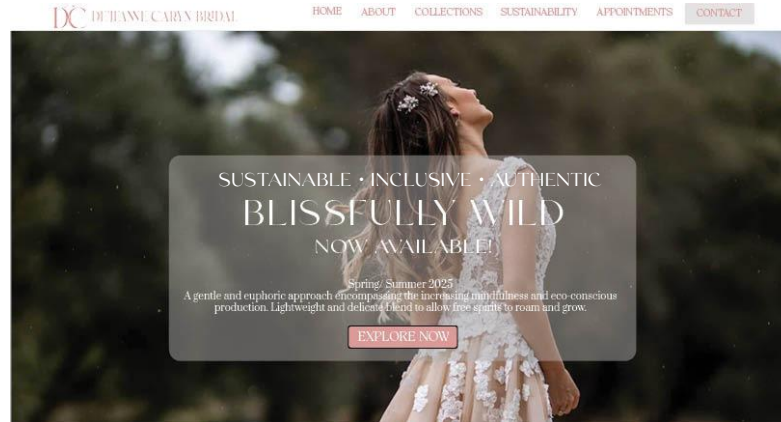 DC DEHANNE CARYN BRIDAL
HOME ABOUT COLLECTIONS SUSTAINABILITY APPOINTMENTS CONTACT
SUSTAINABLE • INCLUSIVE • AUTHENTIC
BLISSFULLY WILD
NOW AVAILABLE!
Spring/ Summer 2025
A gentle and euphoric approach encompassing the increasing mindfulness and eco-conscious
production. Lightweight and delicate blend to allow free spirits to roam and grow.
EXPLORE NOW